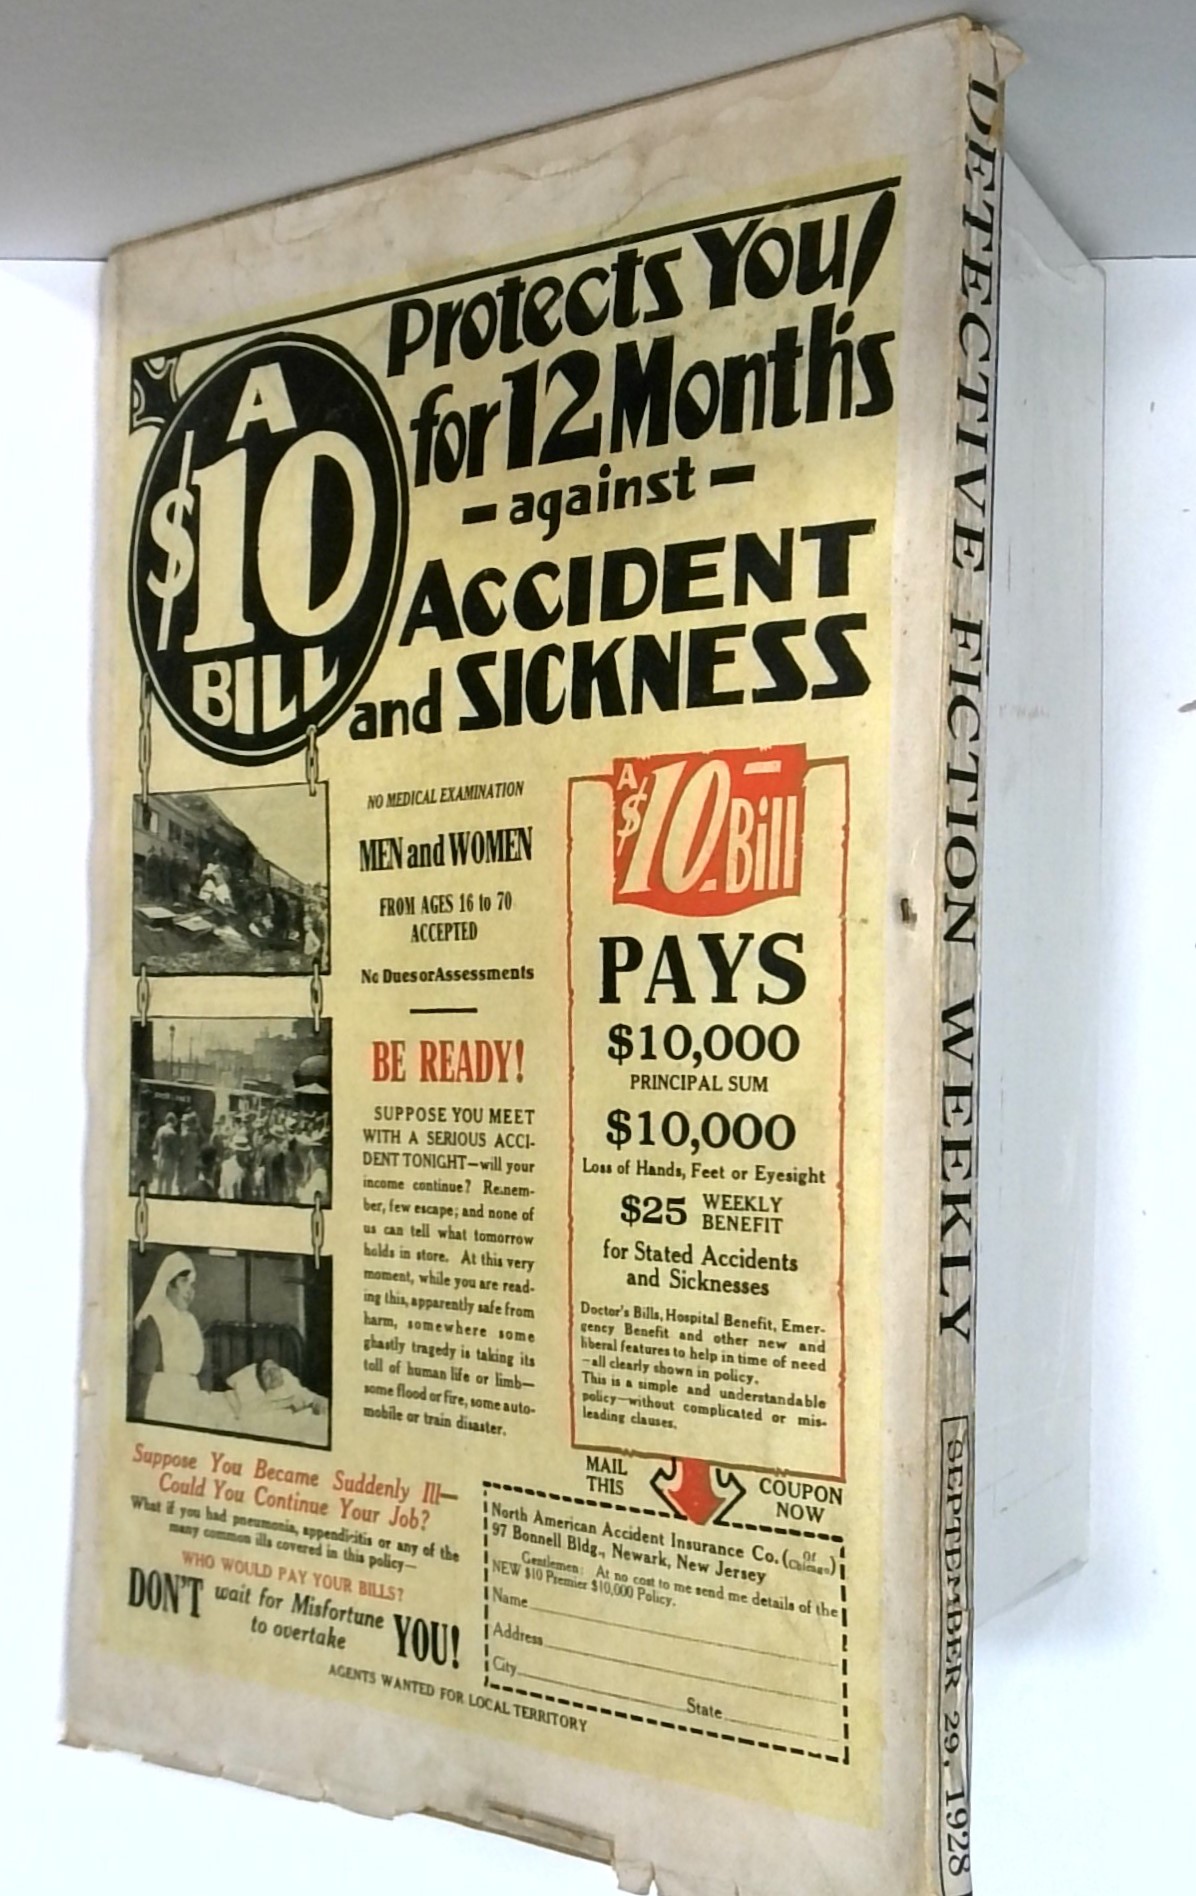 A
$10
BILL
Protects You
for 12 Months
- against -
ACCIDENT
and SICKNESS
NO MEDICAL EXAMINATION
MEN and WOMEN
FROM AGES 16 to 70
ACCEPTED
No Dues or Assessments
BE READY!
SUPPOSE YOU MEET
WITH A SERIOUS ACCI-
DENT TONIGHT—will your
income continue? Remem-
ber, few escape; and none of
us can tell what tomorrow
holds in store. At this very
moment, while you are read-
ing this, apparently safe from
harm, somewhere some
ghastly tragedy is taking its
toll of human life or limb—
some flood or fire, some auto-
mobile or train disaster.
A
$10 Bill
PAYS
$10,000
PRINCIPAL SUM
$10,000
Loss of Hands, Feet or Eyesight
$25 WEEKLY
BENEFIT
for Stated Accidents
and Sicknesses
Doctor's Bills, Hospital Benefit, Emer-
gency Benefit and other new and
liberal features to help in time of need
—all clearly shown in policy.
This is a simple and understandable
policy—without complicated or mis-
leading clauses.
Suppose You Became Suddenly Ill—
Could You Continue Your Job?
What if you had pneumonia, appendicitis or any of the
many common ills covered in this policy—
WHO WOULD PAY YOUR BILLS?
DON'T wait for Misfortune
to overtake YOU!
AGENTS WANTED FOR LOCAL TERRITORY
MAIL
THIS
COUPON
NOW
North American Accident Insurance Co. (Of Chicago)
97 Bonnell Bldg., Newark, New Jersey
Gentlemen: At no cost to me send me details of the
NEW $10 Premier $10,000 Policy.
Name
Address
City State
DETECTIVE FICTION WEEKLY
SEPTEMBER 29, 1928